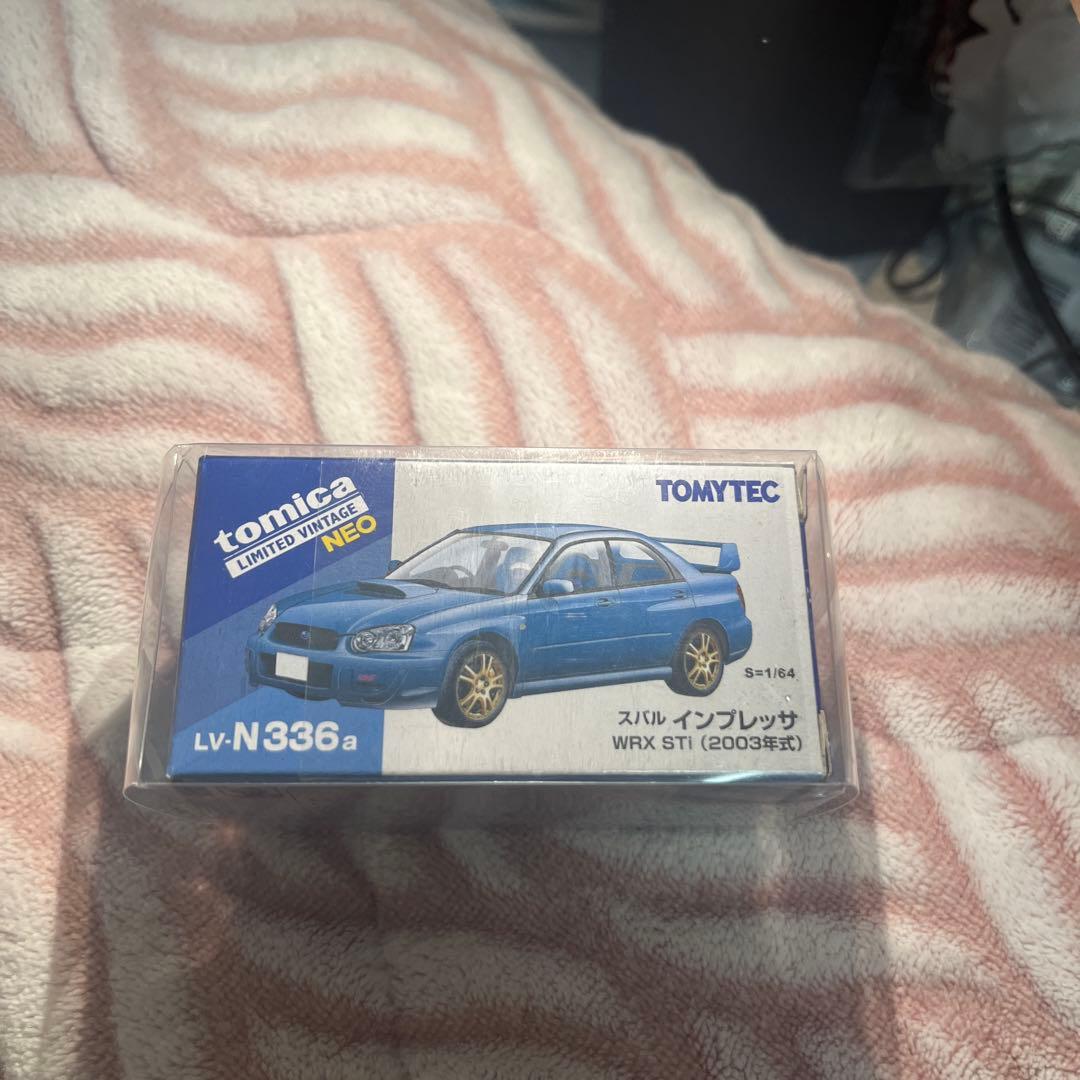 tomica
LIMITED VINTAGE
NEO
TOMYTEC
S=1/64
LV-N336a
スバル インプレッサ
WRX STi (2003年式)